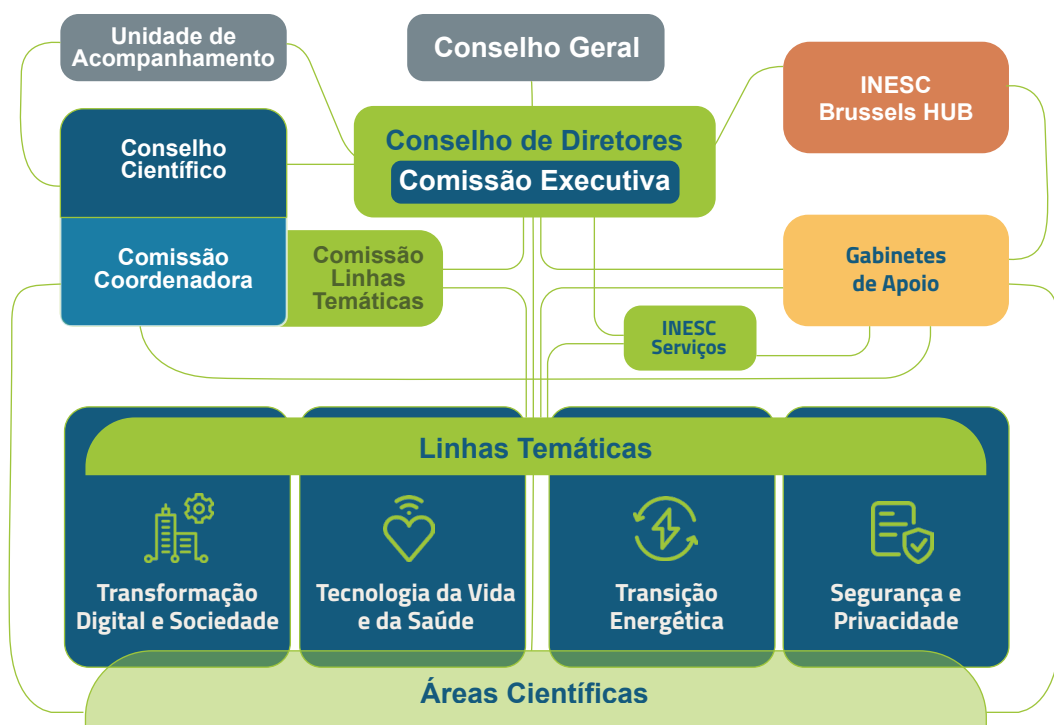 Unidade de
Acompanhamento
Conselho Geral
INESC
Brussels HUB
Conselho
Científico
Conselho de Diretores
Comissão Executiva
Comissão
Coordenadora
Comissão
Linhas
Temáticas
Gabinetes
de Apoio
INESC
Serviços
Linhas Temáticas
Transformação
Digital e Sociedade
Tecnologia da Vida
e da Saúde
Transição
Energética
Segurança e
Privacidade
Áreas Científicas